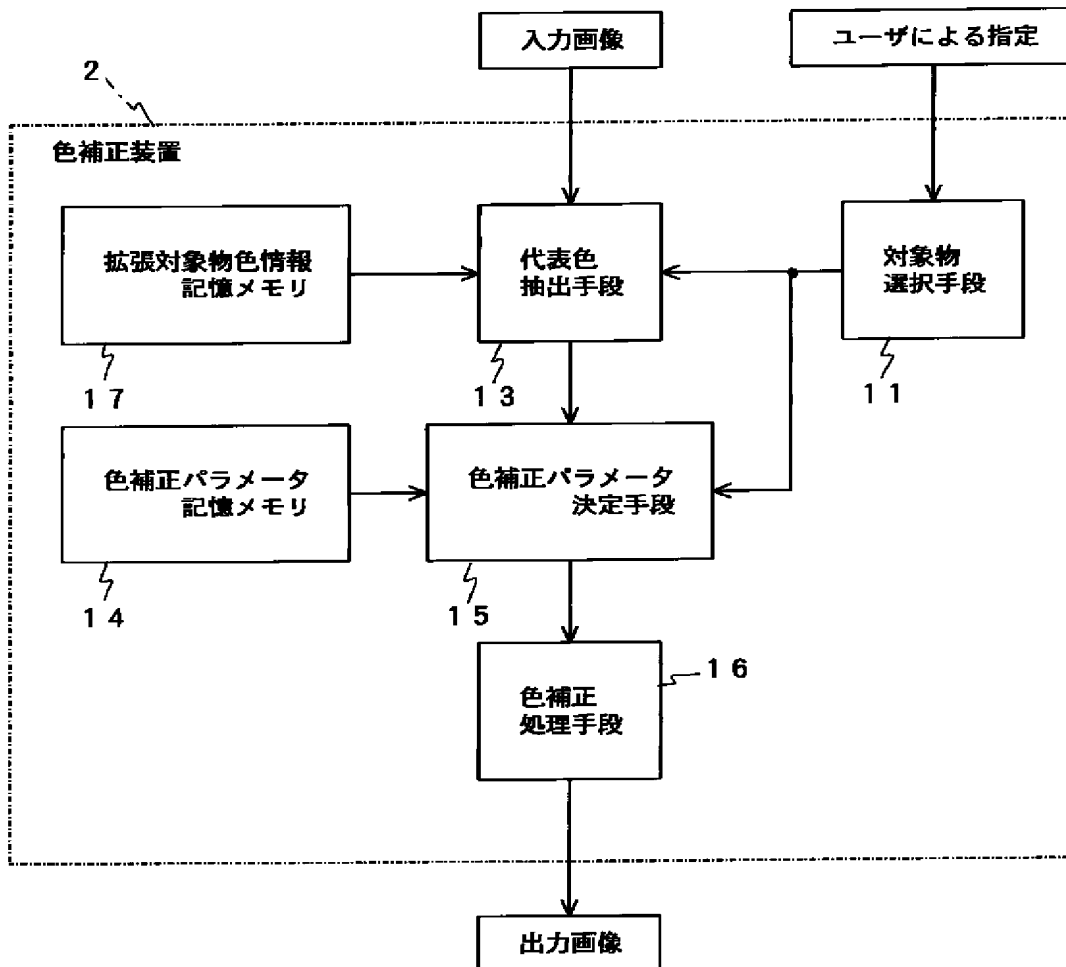 入力画像
ユーザによる指定
2
色補正装置
拡張対象物色情報
記憶メモリ
代表色
抽出手段
対象物
選択手段
17
13
11
色補正パラメータ
記憶メモリ
色補正パラメータ
決定手段
14
15
色補正
処理手段
16
出力画像